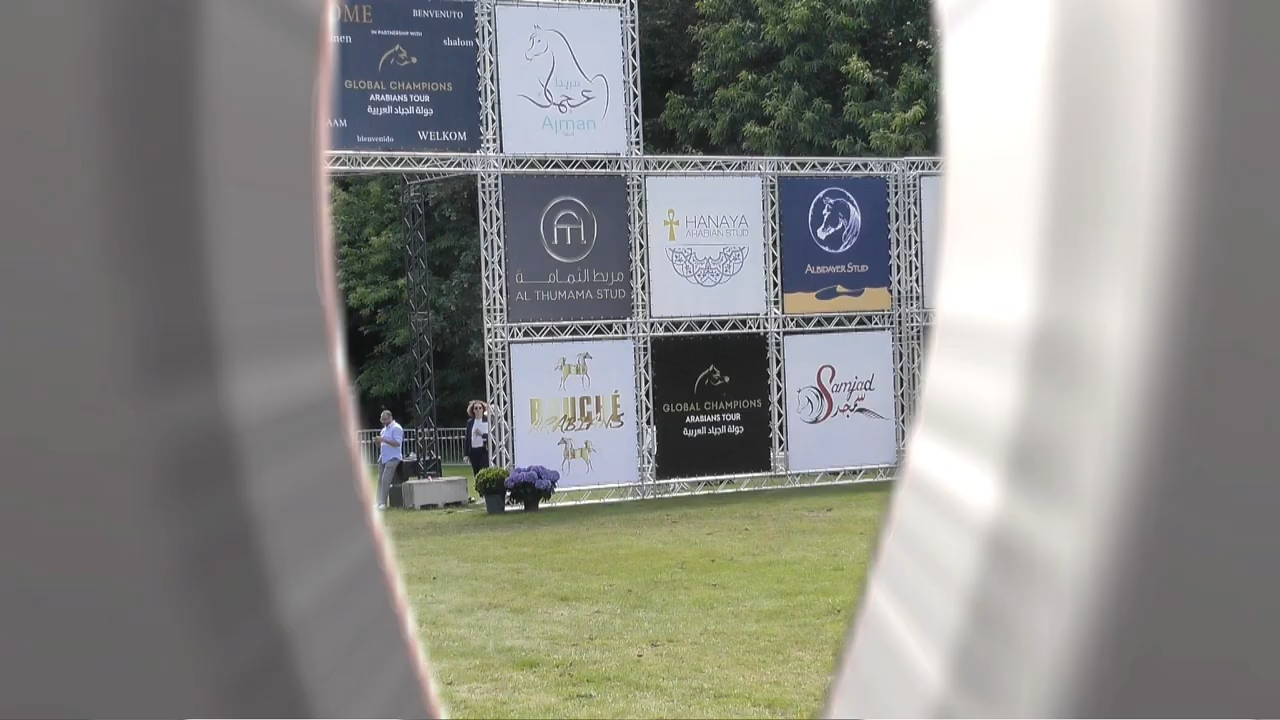 OME
BENVENUTO
IN PARTNERSHIP WITH
men
shalom
GLOBAL CHAMPIONS
ARABIANS TOUR
جولة الجياد العربية
AAM
bienvenido
WELKOM
عجمان
Ajman
مربط الثمامة
AL THUMAMA STUD
HANAYA
ARABIAN STUD
ALBIDAYER STUD
BOUCHÉ
ARABIANS
GLOBAL CHAMPIONS
ARABIANS TOUR
جولة الجياد العربية
Samjad
سمجد